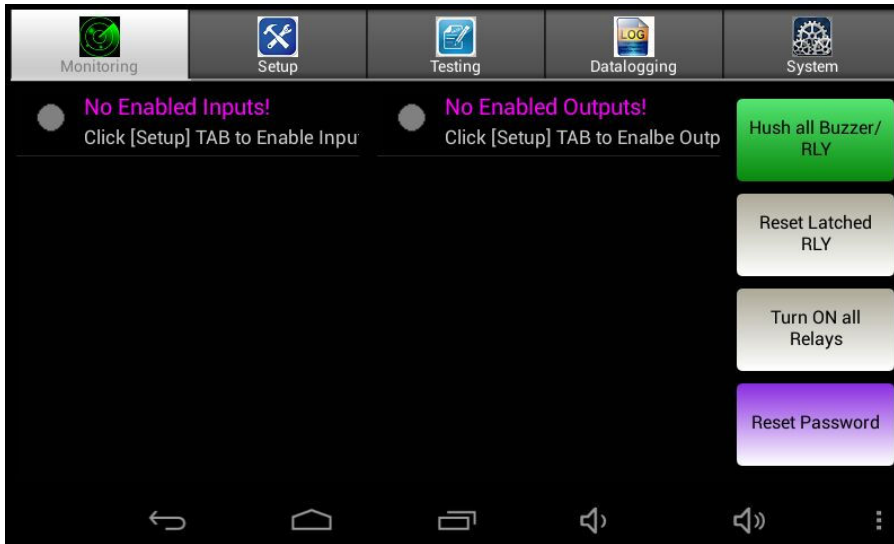 LOG
Monitoring
Setup
Testing
Datalogging
System
No Enabled Inputs!
Click [Setup] TAB to Enable Inpu
No Enabled Outputs!
Click [Setup] TAB to Enalbe Outp
Hush all Buzzer/
RLY
Reset Latched
RLY
Turn ON all
Relays
Reset Password